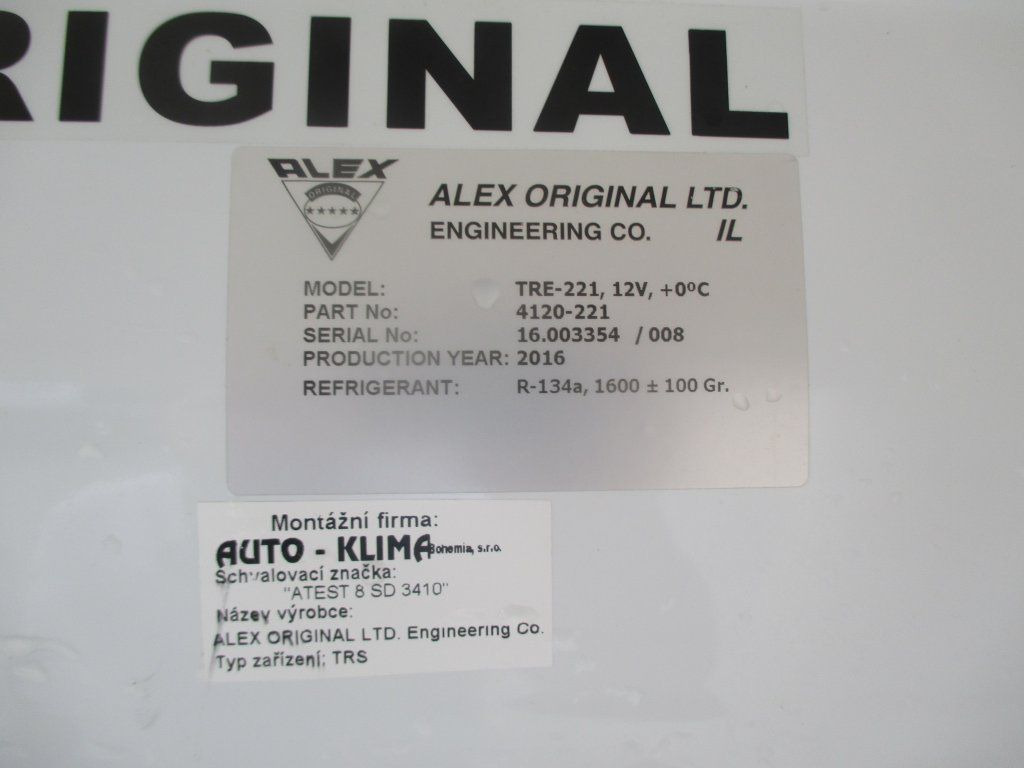 RIGINAL
ALEX
ORIGINAL
ALEX ORIGINAL LTD.
ENGINEERING CO. IL
MODEL: TRE-221, 12V, +0ºC
PART No: 4120-221
SERIAL No: 16.003354 / 008
PRODUCTION YEAR: 2016
REFRIGERANT: R-134a, 1600 ± 100 Gr.
Montážní firma:
AUTO - KLIMA Bohemia, s.r.o.
Schvalovací značka:
"ATEST 8 SD 3410"
Název výrobce:
ALEX ORIGINAL LTD. Engineering Co.
Typ zařízení: TRS